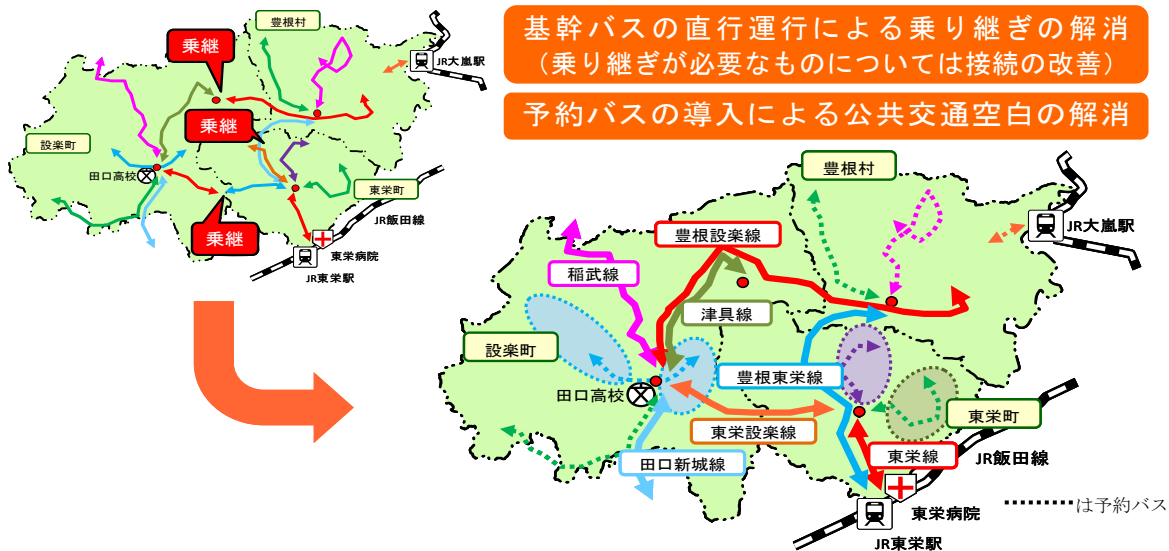 基幹バスの直行運行による乗り継ぎの解消
（乗り継ぎが必要なものについては接続の改善）
予約バスの導入による公共交通空白の解消
豊根村
乗継
JR大嵐駅
乗継
設楽町
田口高校
東栄町
乗継
JR飯田線
東栄病院
JR東栄駅
豊根村
JR大嵐駅
豊根設楽線
稲武線
津具線
設楽町
豊根東栄線
田口高校
東栄町
東栄設楽線
東栄線
JR飯田線
田口新城線
東栄病院
は予約バス
JR東栄駅